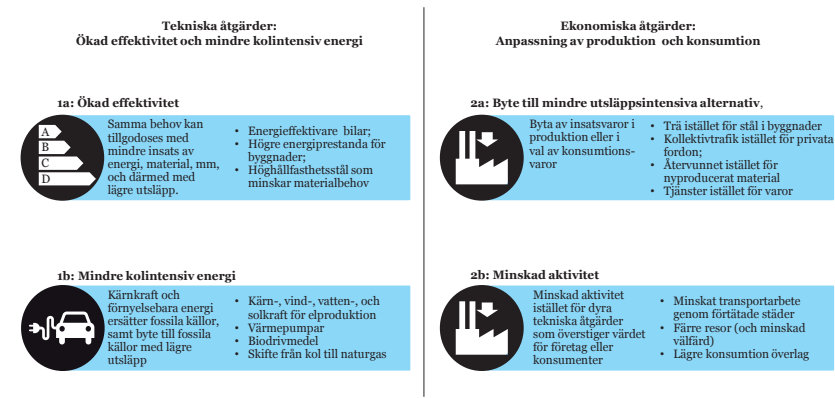 Tekniska åtgärder:
Ökad effektivitet och mindre kolintensiv energi
1a: Ökad effektivitet
A
B
C
D
Samma behov kan
tillgodoses med
mindre insats av
energi, material, mm,
och därmed med
lägre utsläpp.
• Energieffektivare bilar;
• Högre energiprestanda för
byggnader;
• Höghållfasthetsstål som
minskar materialbehov
1b: Mindre kolintensiv energi
Kärnkraft och
förnyelsebara energi
ersätter fossila källor,
samt byte till fossila
källor med lägre
utsläpp
• Kärn-, vind-, vatten-, och
solkraft för elproduktion
• Värmepumpar
• Biodrivmedel
• Skifte från kol till naturgas
Ekonomiska åtgärder:
Anpassning av produktion och konsumtion
2a: Byte till mindre utsläppsintensiva alternativ,
Byta av insatsvaror i
produktion eller i
val av konsumtions-
varor
• Trä istället för stål i byggnader
• Kollektivtrafik istället för privata
fordon;
• Återvunnet istället för
nyproducerat material
• Tjänster istället för varor
2b: Minskad aktivitet
Minskad aktivitet
istället för dyra
tekniska åtgärder
som överstiger värdet
för företag eller
konsumenter
• Minskat transportarbete
genom förtätade städer
• Färre resor (och minskad
välfärd)
• Lägre konsumtion överlag